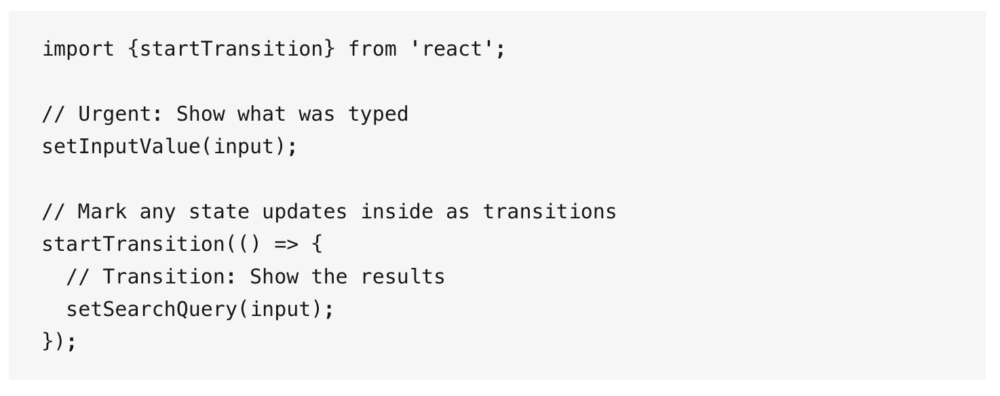 import {startTransition} from 'react';

// Urgent: Show what was typed
setInputValue(input);

// Mark any state updates inside as transitions
startTransition(() => {
  // Transition: Show the results
  setSearchQuery(input);
});